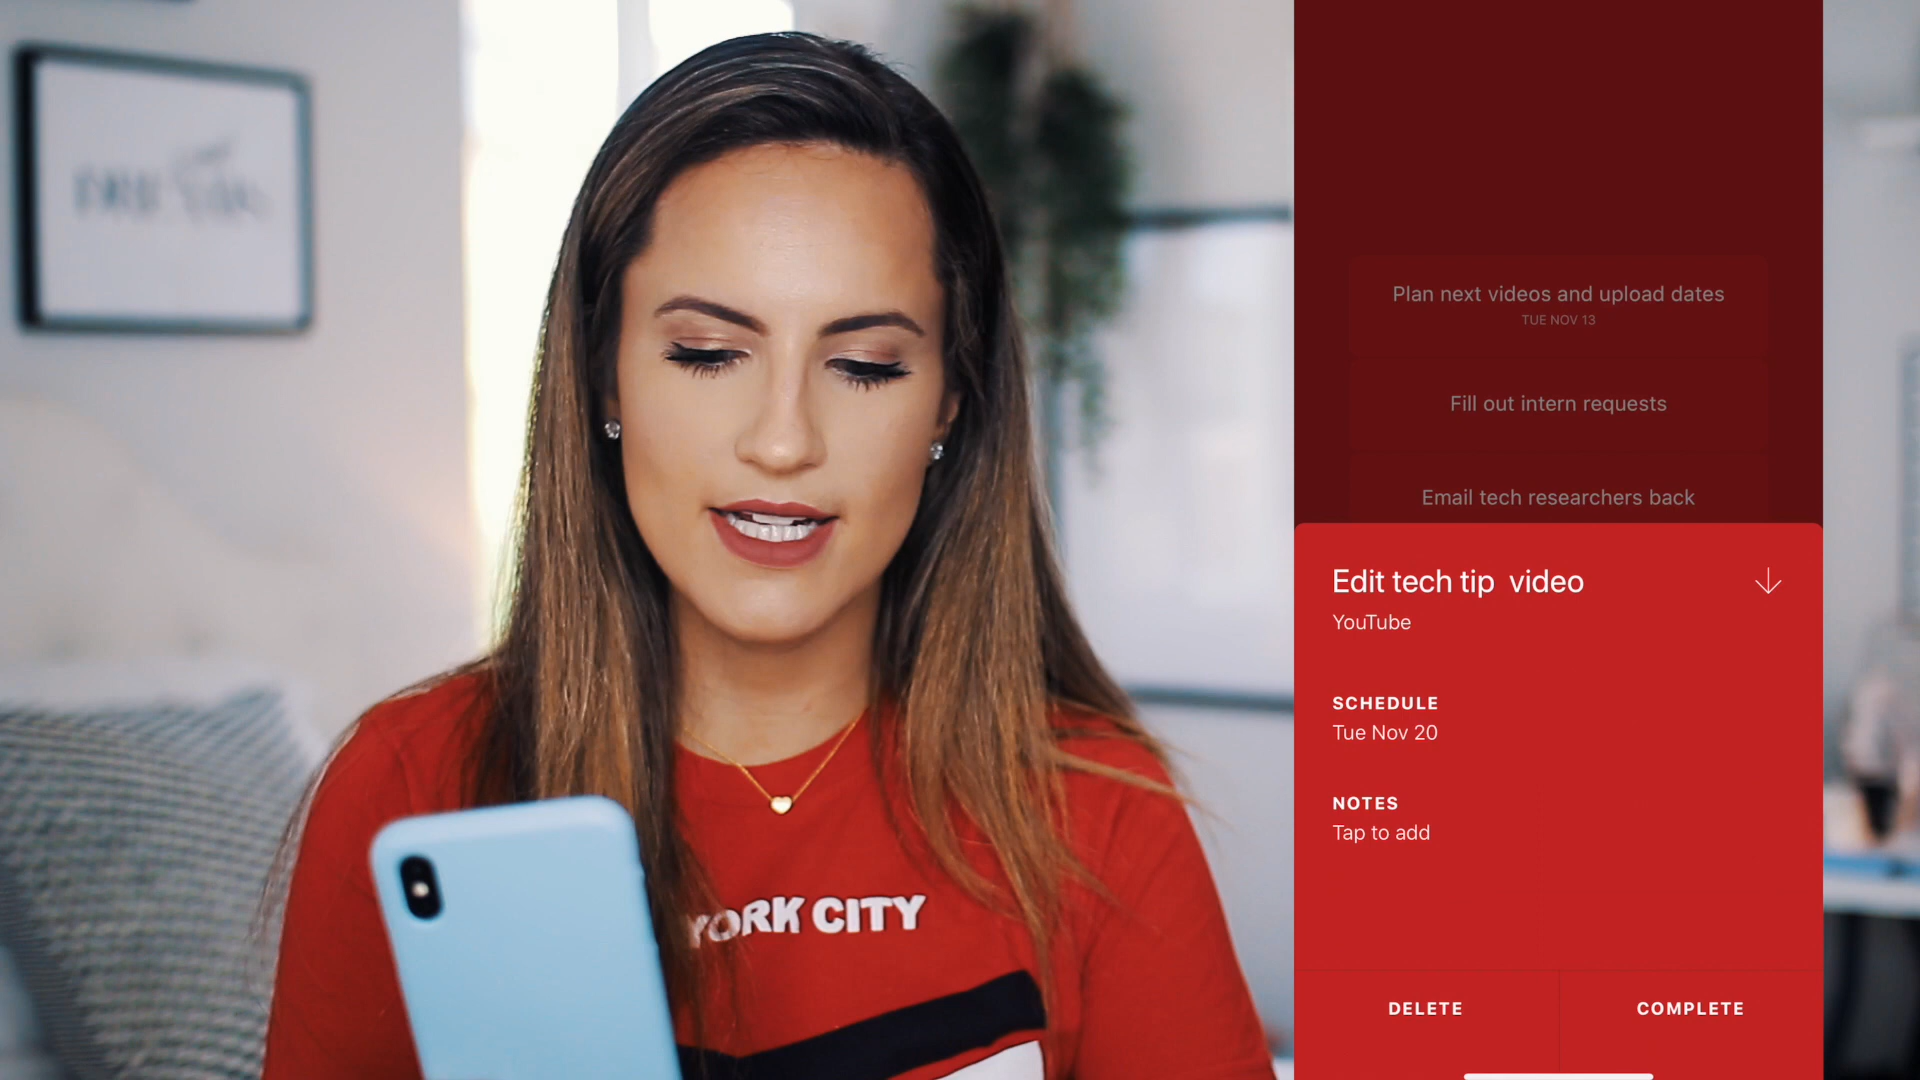 YORK CITY
Plan next videos and upload dates
TUE NOV 13
Fill out intern requests
Email tech researchers back
Edit tech tip  video
YouTube
SCHEDULE
Tue Nov 20
NOTES
Tap to add
DELETE
COMPLETE